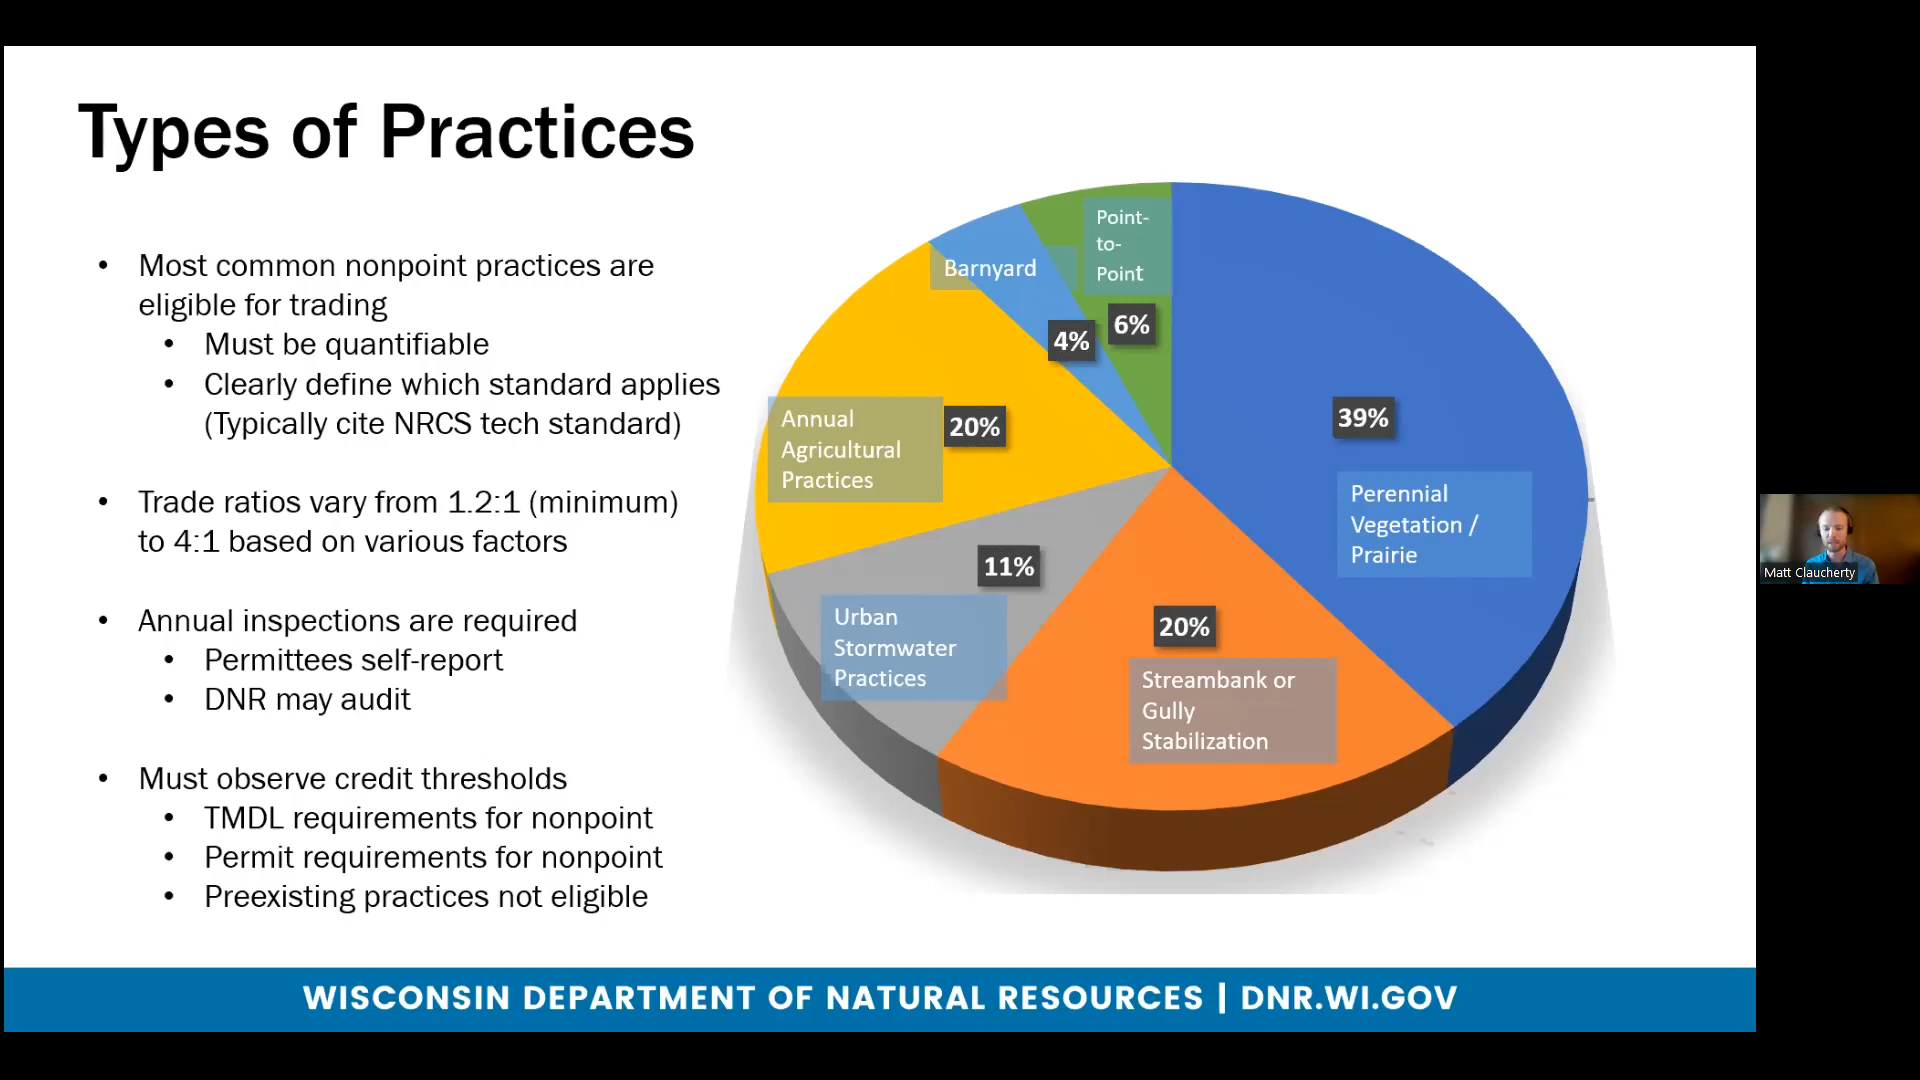 Types of Practices
• Most common nonpoint practices are
eligible for trading
• Must be quantifiable
• Clearly define which standard applies
(Typically cite NRCS tech standard)
• Trade ratios vary from 1.2:1 (minimum)
to 4:1 based on various factors
• Annual inspections are required
• Permittees self-report
• DNR may audit
• Must observe credit thresholds
• TMDL requirements for nonpoint
• Permit requirements for nonpoint
• Preexisting practices not eligible
Point-
to-
Point
6%
Barnyard
4%
39%
Perennial
Vegetation /
Prairie
Annual
Agricultural
Practices
20%
11%
Urban
Stormwater
Practices
20%
Streambank or
Gully
Stabilization
Matt Claucherty
WISCONSIN DEPARTMENT OF NATURAL RESOURCES | DNR.WI.GOV